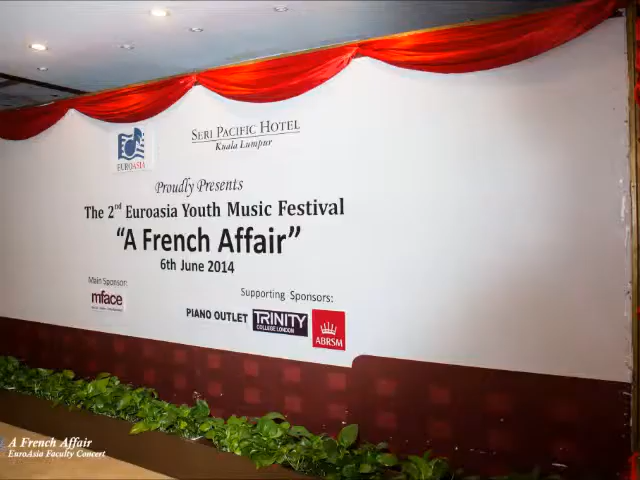 EUROASIA
SERI PACIFIC HOTEL
Kuala Lumpur
Proudly Presents
The 2nd Euroasia Youth Music Festival
“A French Affair”
6th June 2014
Main Sponsor:
mface
Supporting Sponsors:
PIANO OUTLET
TRINITY
COLLEGE LONDON
ABRSM
A French Affair
EuroAsia Faculty Concert